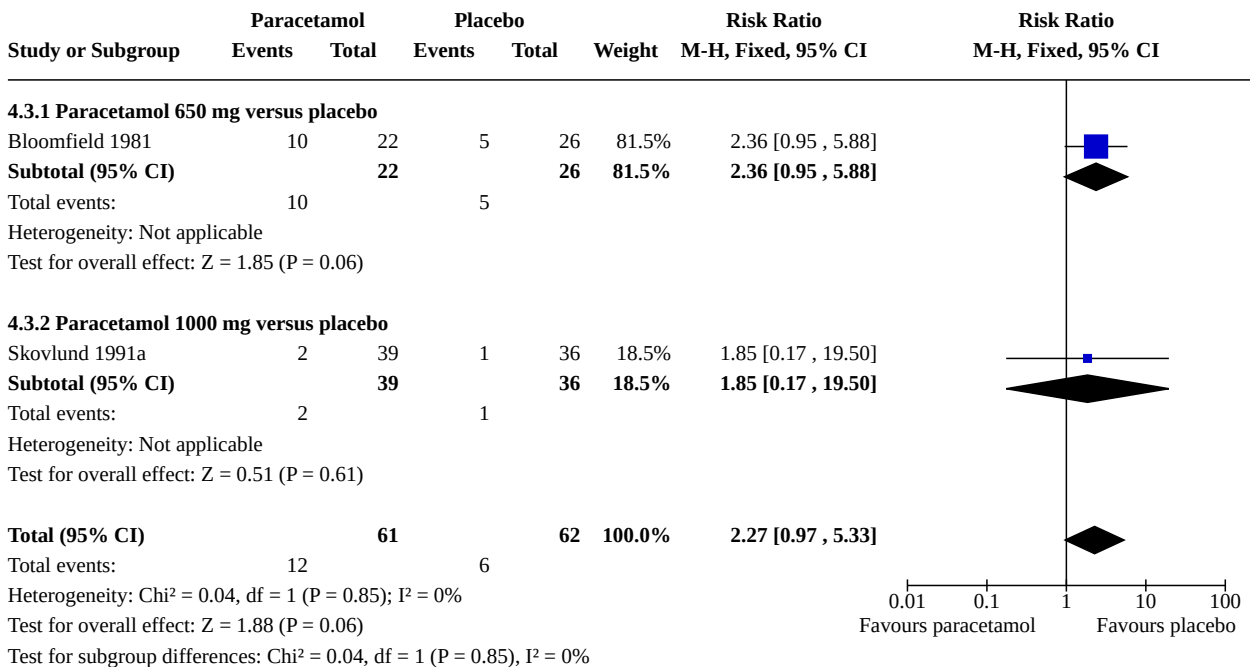 Paracetamol Placebo Risk Ratio Risk Ratio
Study or Subgroup Events Total Events Total Weight M-H, Fixed, 95% CI M-H, Fixed, 95% CI
4.3.1 Paracetamol 650 mg versus placebo
Bloomfield 1981 10 22 5 26 81.5% 2.36 [0.95 , 5.88]
Subtotal (95% CI) 22 26 81.5% 2.36 [0.95 , 5.88]
Total events: 10 5
Heterogeneity: Not applicable
Test for overall effect: Z = 1.85 (P = 0.06)
4.3.2 Paracetamol 1000 mg versus placebo
Skovlund 1991a 2 39 1 36 18.5% 1.85 [0.17 , 19.50]
Subtotal (95% CI) 39 36 18.5% 1.85 [0.17 , 19.50]
Total events: 2 1
Heterogeneity: Not applicable
Test for overall effect: Z = 0.51 (P = 0.61)
Total (95% CI) 61 62 100.0% 2.27 [0.97 , 5.33]
Total events: 12 6
Heterogeneity: Chi² = 0.04, df = 1 (P = 0.85); I² = 0%
0.01 0.1 1 10 100
Test for overall effect: Z = 1.88 (P = 0.06) Favours paracetamol Favours placebo
Test for subgroup differences: Chi² = 0.04, df = 1 (P = 0.85), I² = 0%